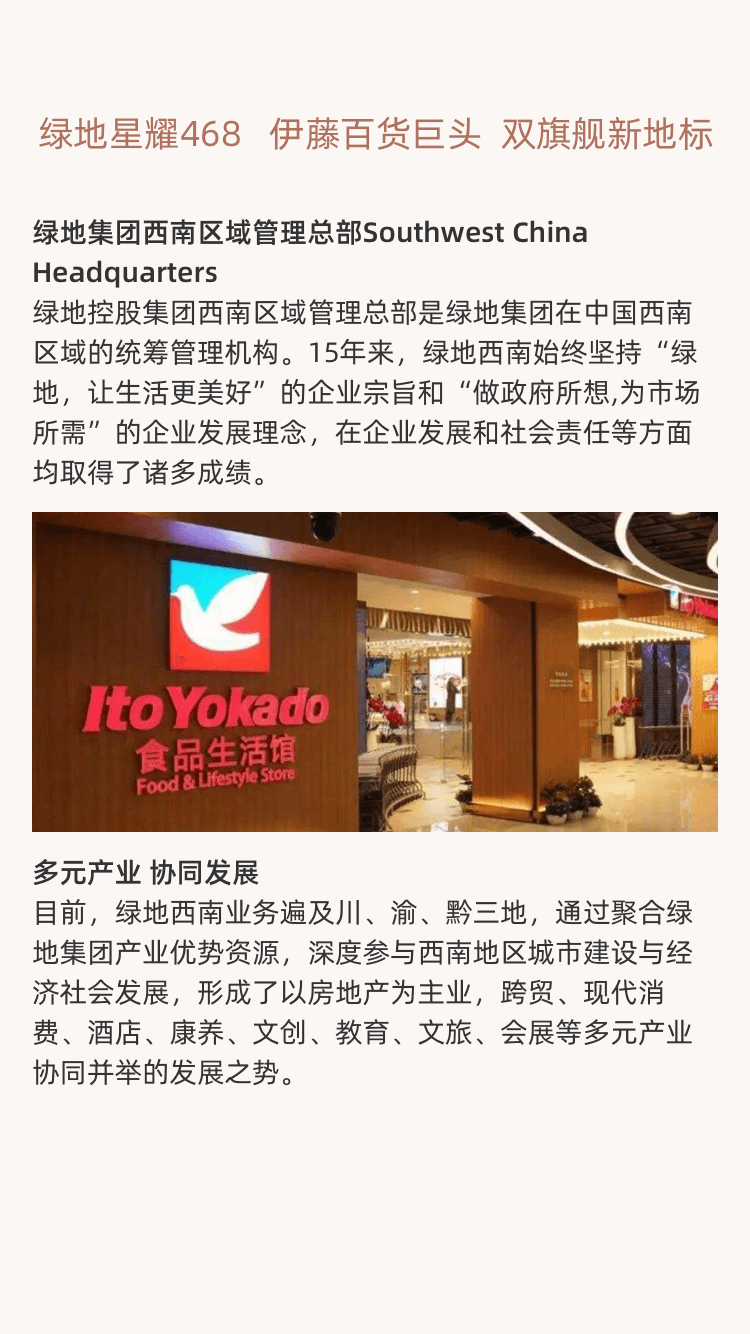 绿地星耀468 伊藤百货巨头 双旗舰新地标
绿地集团西南区域管理总部Southwest China
Headquarters
绿地控股集团西南区域管理总部是绿地集团在中国西南
区域的统筹管理机构。15年来，绿地西南始终坚持“绿
地，让生活更美好”的企业宗旨和“做政府所想,为市场
所需”的企业发展理念，在企业发展和社会责任等方面
均取得了诸多成绩。
Ito Yokado
食品生活馆
Food & Lifestyle Store
多元产业 协同发展
目前，绿地西南业务遍及川、渝、黔三地，通过聚合绿
地集团产业优势资源，深度参与西南地区城市建设与经
济社会发展，形成了以房地产为主业，跨贸、现代消
费、酒店、康养、文创、教育、文旅、会展等多元产业
协同并举的发展之势。